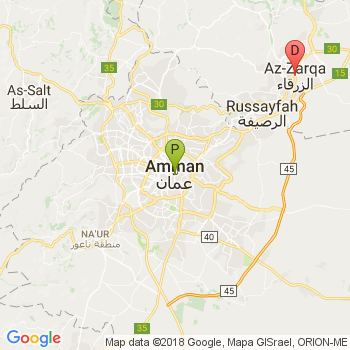 35
D
Az-Zarqa
الزرقاء
As-Salt
السلط
30
Russayfah
الرصيفة
P
Amman
عمان
45
NA'UR
منطقة ناعور
40
35
45
Google
Map data ©2018 Google, Mapa GISrael, ORION-ME